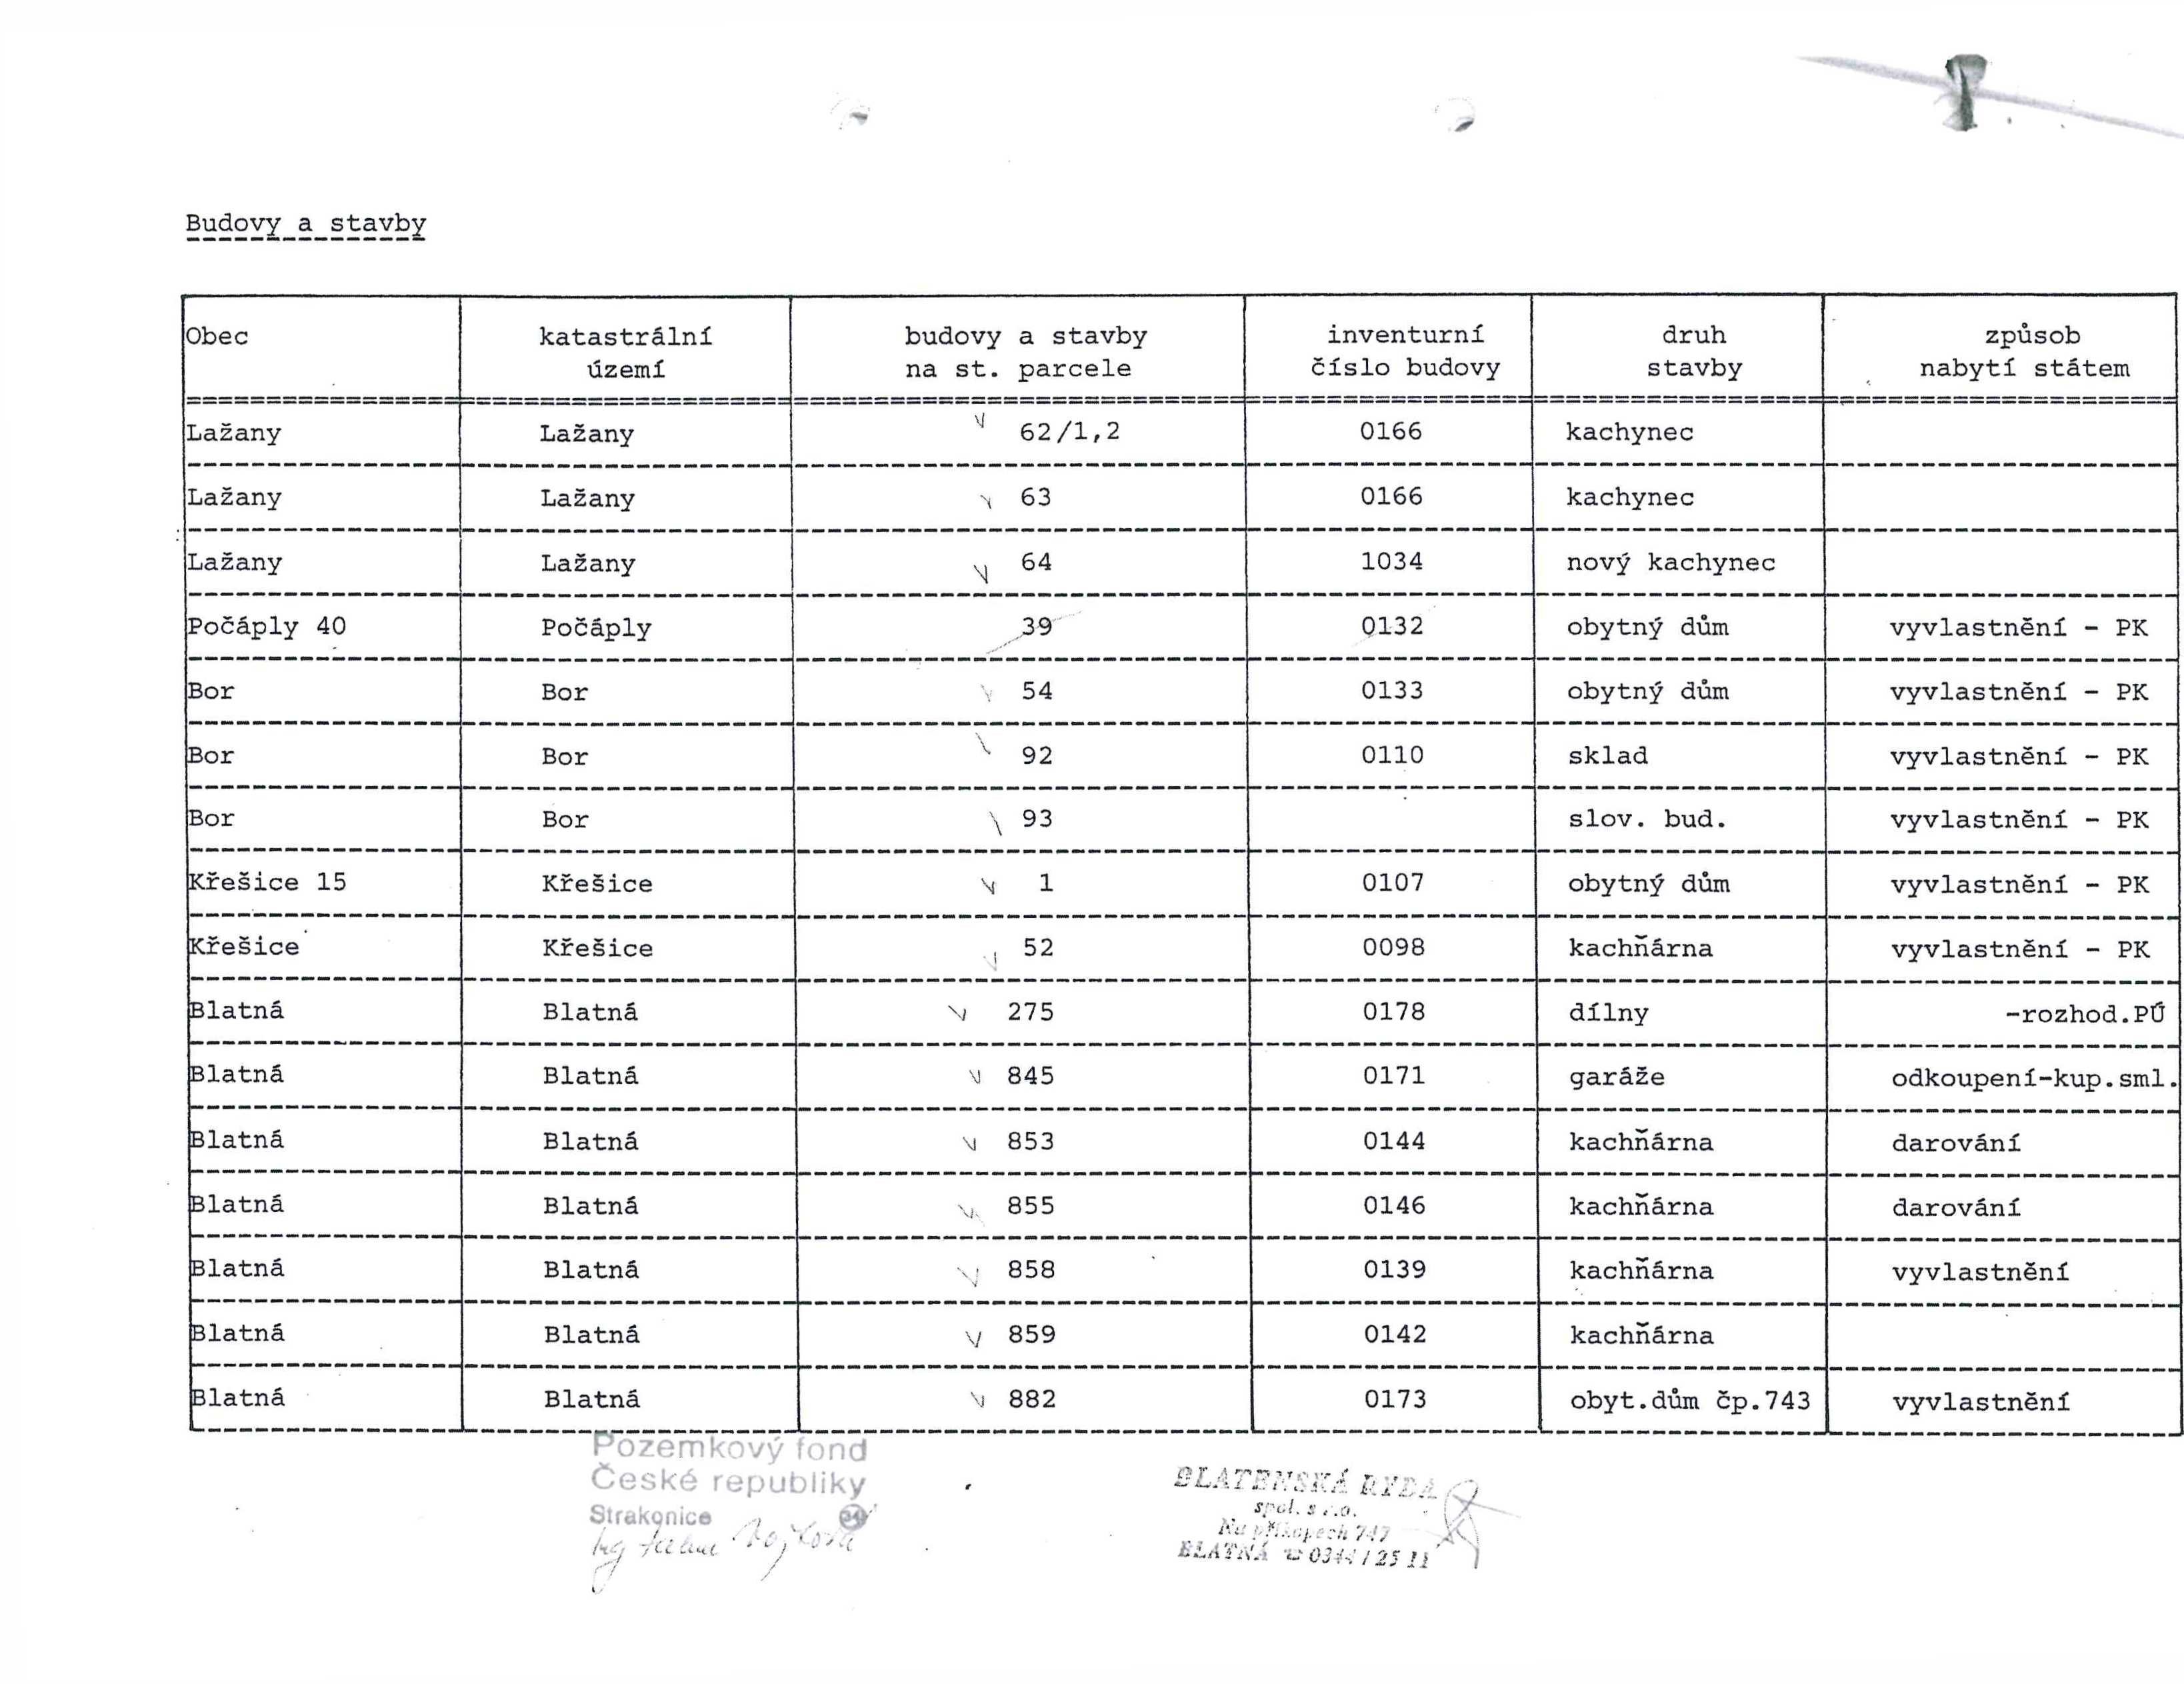 Budovy a stavby
Obec katastrální území budovy a stavby na st. parcele inventurní číslo budovy druh stavby způsob nabytí státem
Lažany Lažany 62/1,2 0166 kachynec
Lažany Lažany 63 0166 kachynec
Lažany Lažany 64 1034 nový kachynec
Počáply 40 Počáply 39 0132 obytný dům vyvlastnění - PK
Bor Bor 54 0133 obytný dům vyvlastnění - PK
Bor Bor 92 0110 sklad vyvlastnění - PK
Bor Bor 93 slov. bud. vyvlastnění - PK
Křešice 15 Křešice 1 0107 obytný dům vyvlastnění - PK
Křešice Křešice 52 0098 kachňárna vyvlastnění - PK
Blatná Blatná 275 0178 dílny -rozhod.PÚ
Blatná Blatná 845 0171 garáže odkoupení-kup.sml.
Blatná Blatná 853 0144 kachňárna darování
Blatná Blatná 855 0146 kachňárna darování
Blatná Blatná 858 0139 kachňárna vyvlastnění
Blatná Blatná 859 0142 kachňárna
Blatná Blatná 882 0173 obyt.dům čp.743 vyvlastnění
Pozemkový fond
České republiky
Strakonice
Ing
BLATENSKÁ RYBA
spol. s r.o.
Na příkopech 747
BLATNÁ ☎ 0344 / 25 11